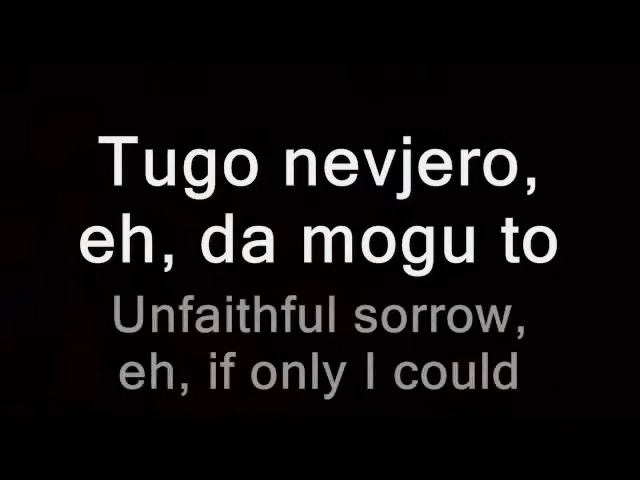 Tugo nevjero,
eh, da mogu to
Unfaithful sorrow,
eh, if only I could